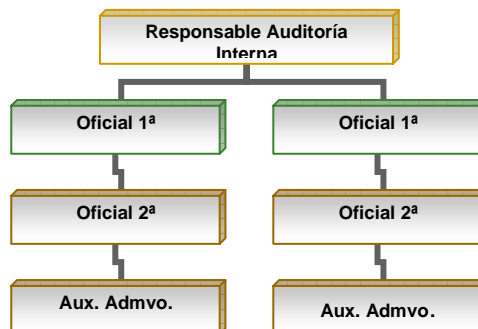 Responsable Auditoría
Interna
Oficial 1ª
Oficial 1ª
Oficial 2ª
Oficial 2ª
Aux. Admvo.
Aux. Admvo.